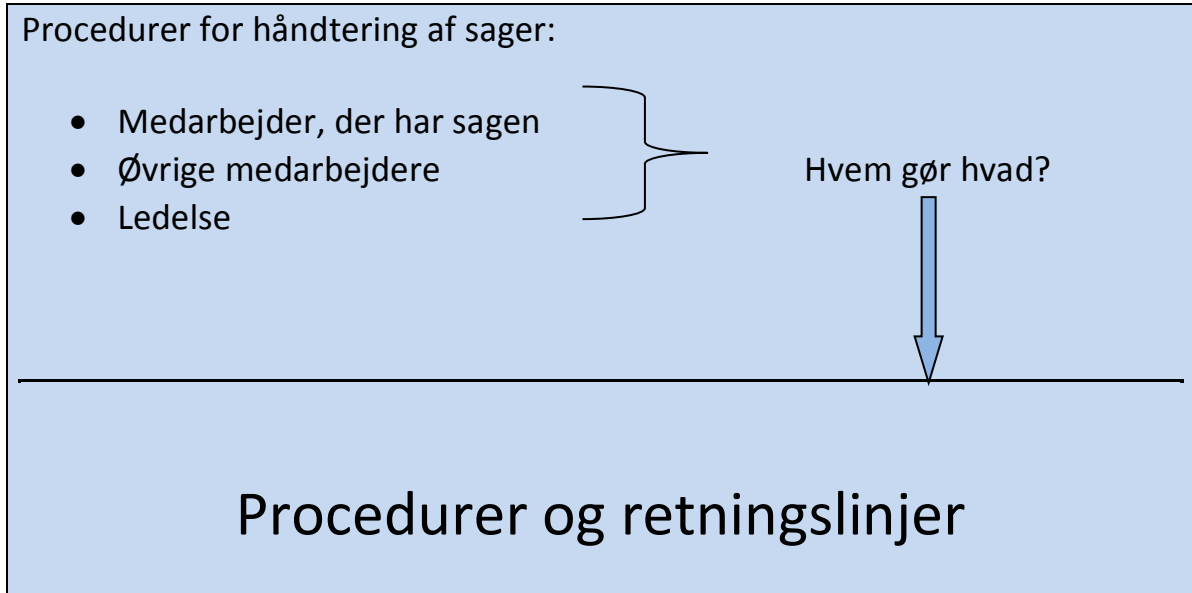 Procedurer for håndtering af sager:
• Medarbejder, der har sagen
• Øvrige medarbejdere
• Ledelse
Hvem gør hvad?
Procedurer og retningslinjer